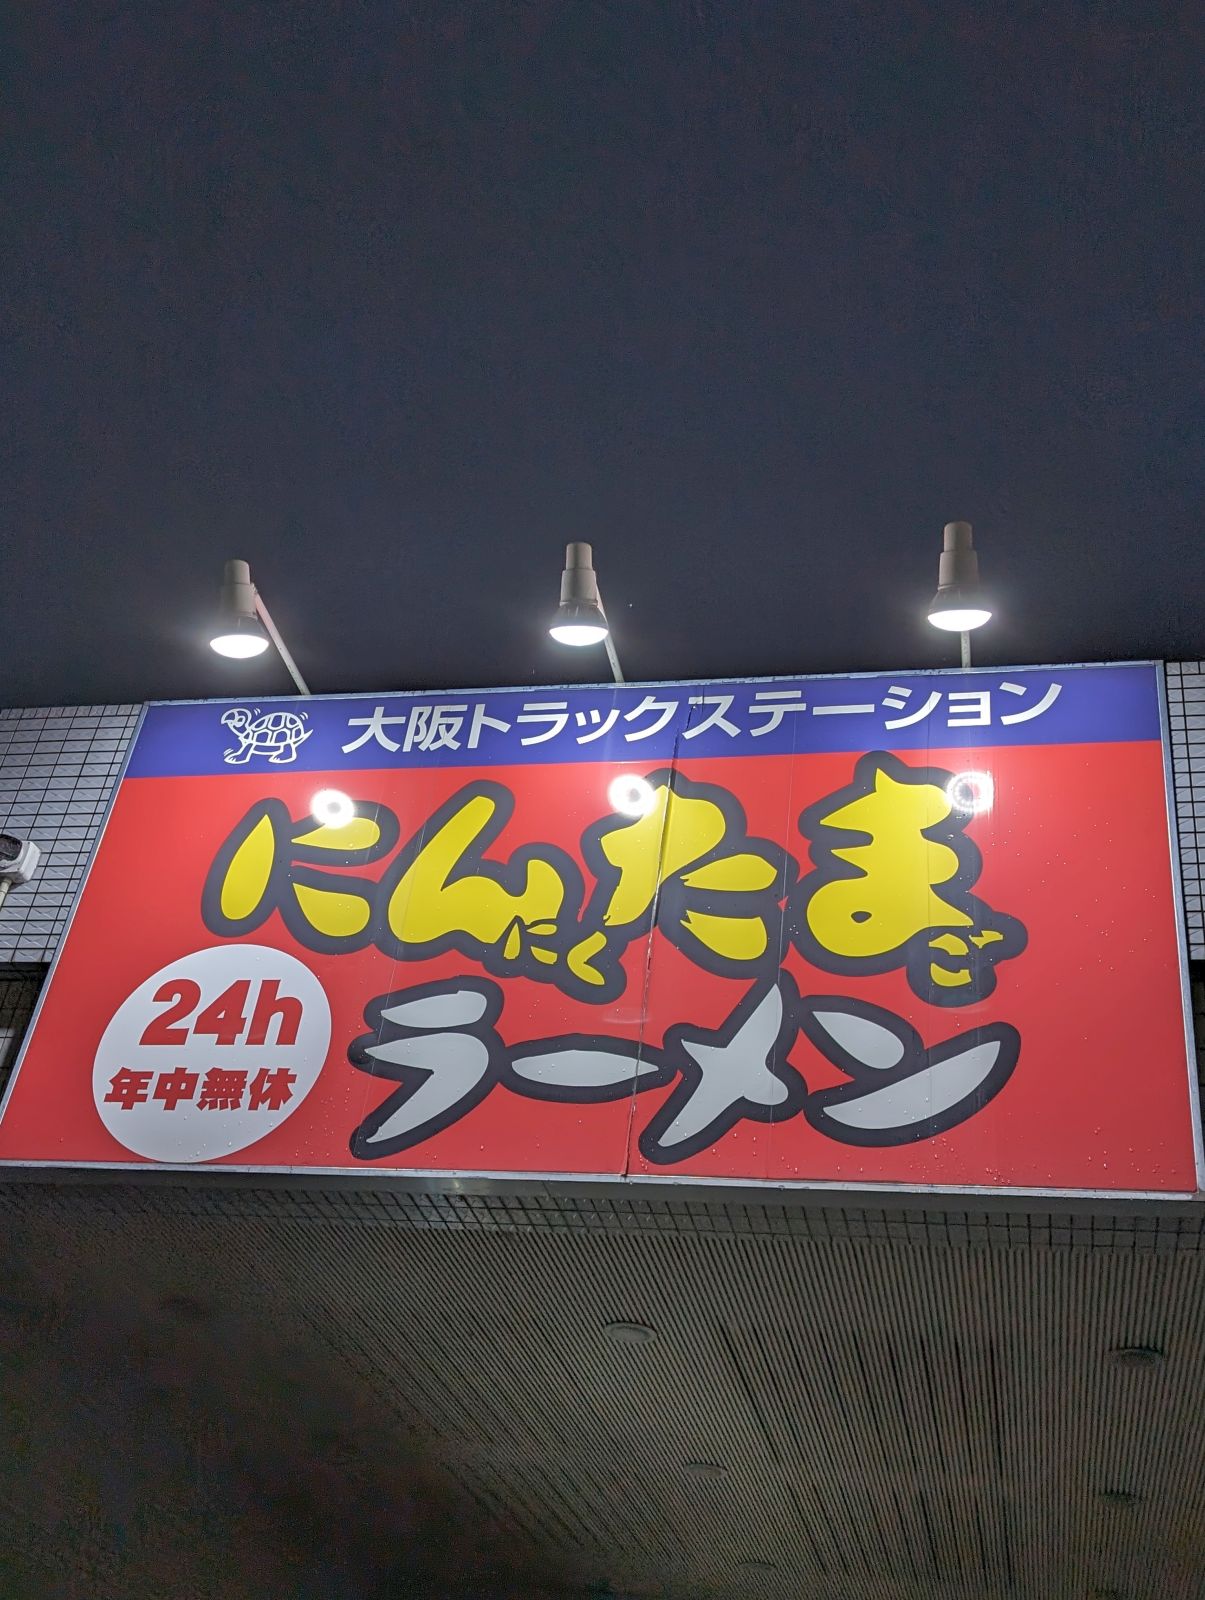 大阪トラックステーション
にんにくたまご
ラーメン
24h
年中無休